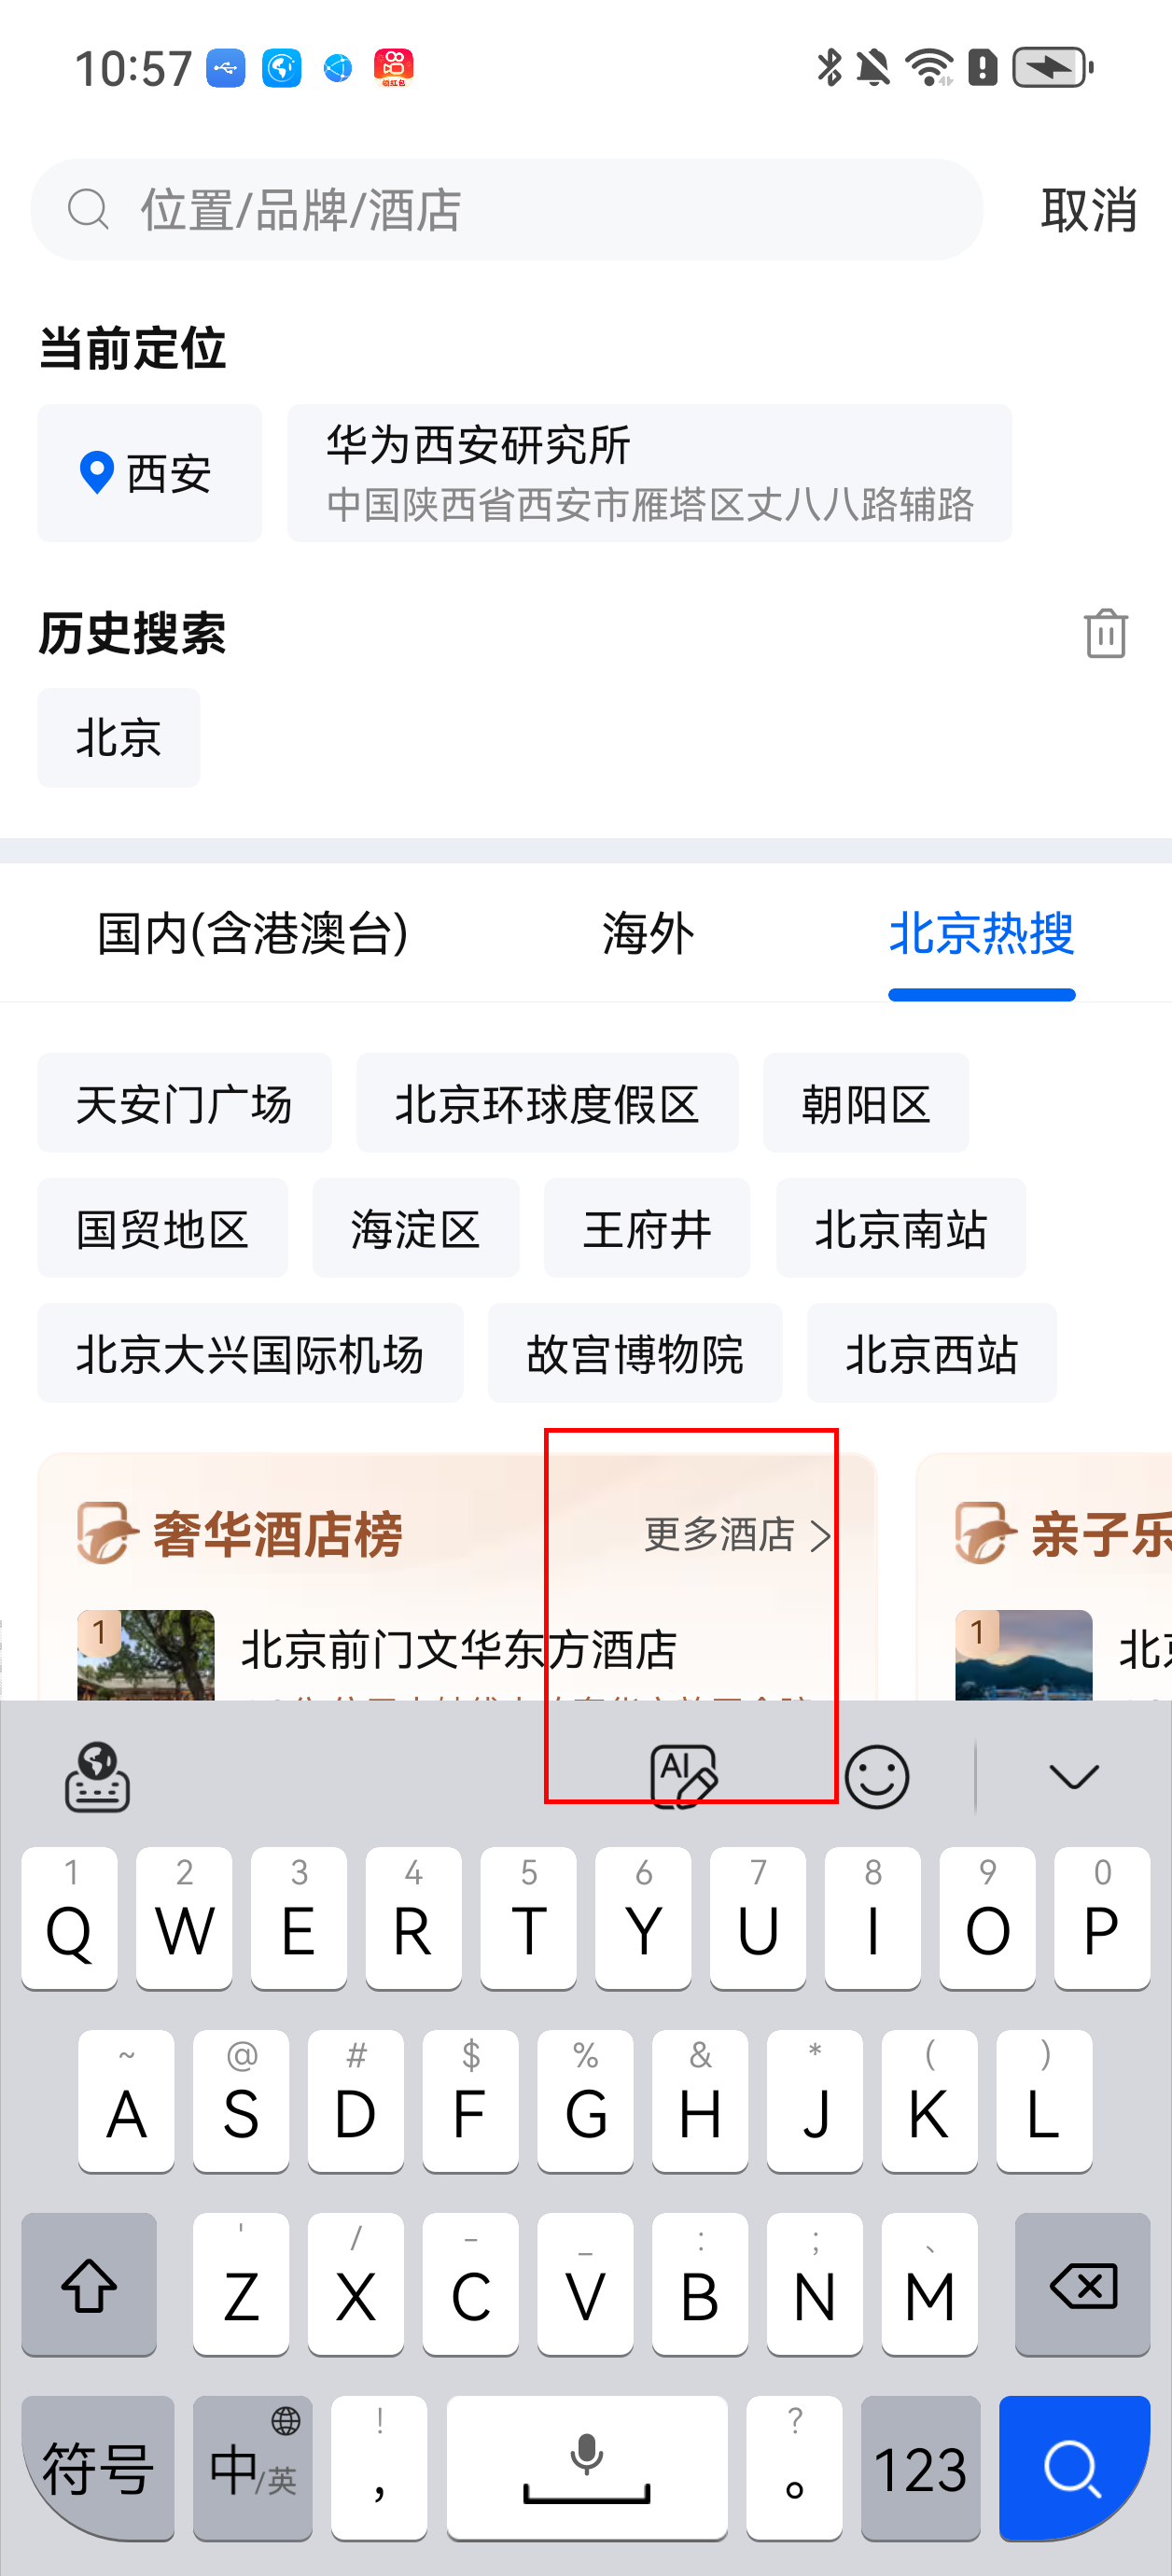 10:57
领红包
位置/品牌/酒店
取消
当前定位
西安
华为西安研究所
中国陕西省西安市雁塔区丈八八路辅路
历史搜索
北京
国内(含港澳台)
海外
北京热搜
天安门广场
北京环球度假区
朝阳区
国贸地区
海淀区
王府井
北京南站
北京大兴国际机场
故宫博物院
北京西站
奢华酒店榜
更多酒店 >
亲子乐
1
北京前门文华东方酒店
1
北京
AI
1 2 3 4 5 6 7 8 9 0
Q W E R T Y U I O P
~ @ # $ % & * ( )
A S D F G H J K L
' / - _ : ; 、
Z X C V B N M
符号
中/英
!
，
?
。
123